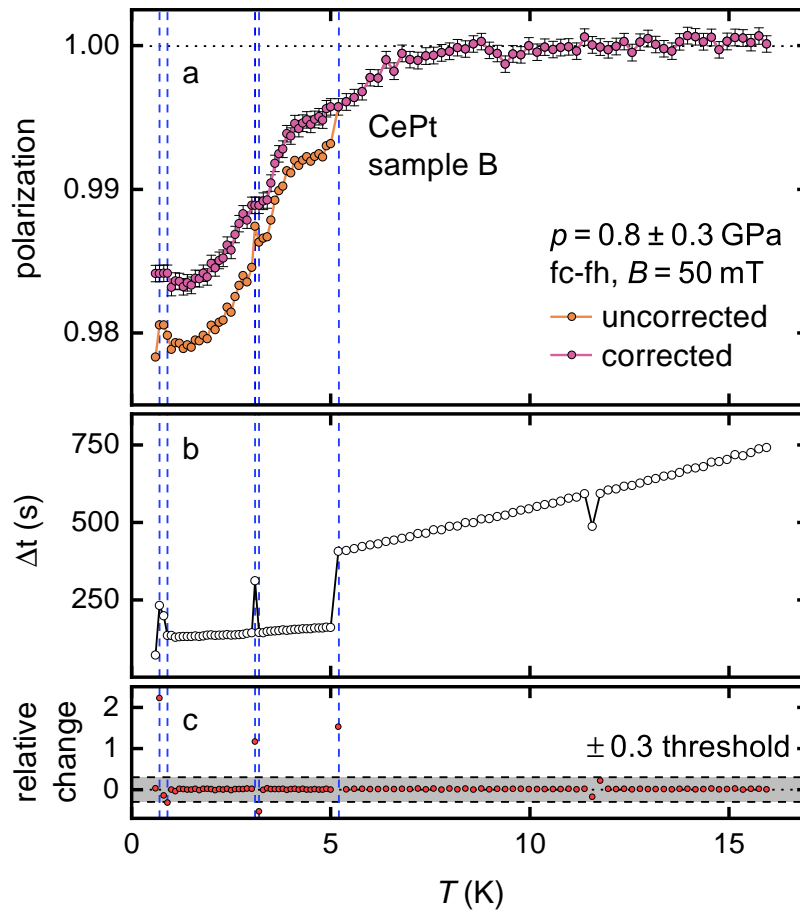 1.00
0.99
0.98
polarization
a
CePt
sample B
p = 0.8 ± 0.3 GPa
fc-fh, B = 50 mT
uncorrected
corrected
750
500
250
Δt (s)
b
2
1
0
relative
change
c
± 0.3 threshold
0 5 10 15
T (K)